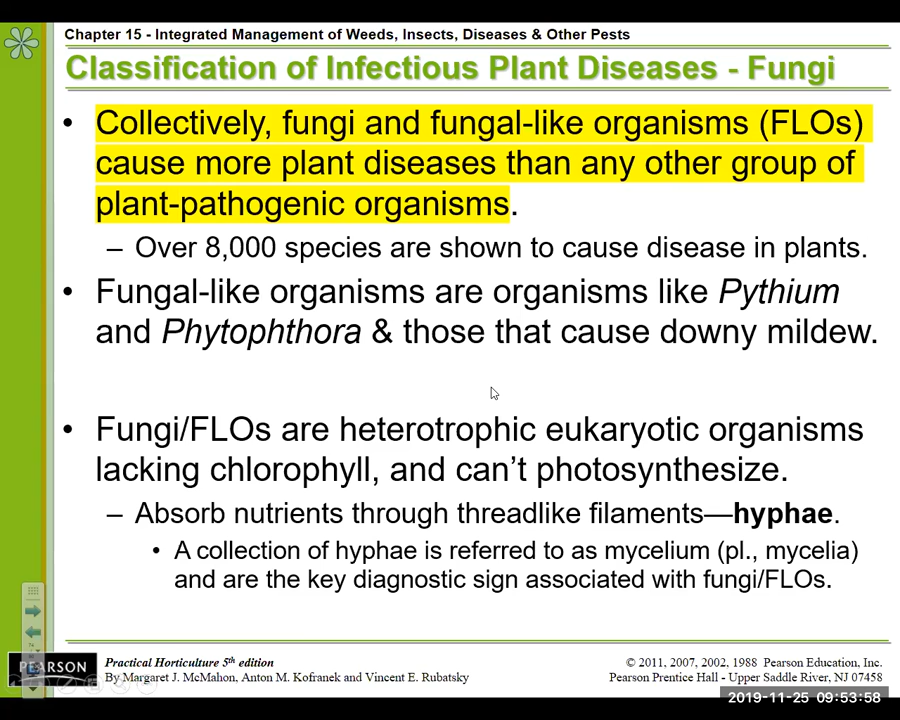 Chapter 15 - Integrated Management of Weeds, Insects, Diseases & Other Pests
Classification of Infectious Plant Diseases - Fungi
• Collectively, fungi and fungal-like organisms (FLOs)
cause more plant diseases than any other group of
plant-pathogenic organisms.
– Over 8,000 species are shown to cause disease in plants.
• Fungal-like organisms are organisms like Pythium
and Phytophthora & those that cause downy mildew.
• Fungi/FLOs are heterotrophic eukaryotic organisms
lacking chlorophyll, and can’t photosynthesize.
– Absorb nutrients through threadlike filaments—hyphae.
• A collection of hyphae is referred to as mycelium (pl., mycelia)
and are the key diagnostic sign associated with fungi/FLOs.
PEARSON
Practical Horticulture 5th edition
By Margaret J. McMahon, Anton M. Kofranek and Vincent E. Rubatsky
© 2011, 2007, 2002, 1988 Pearson Education, Inc.
Pearson Prentice Hall - Upper Saddle River, NJ 07458
2019-11-25 09:53:58